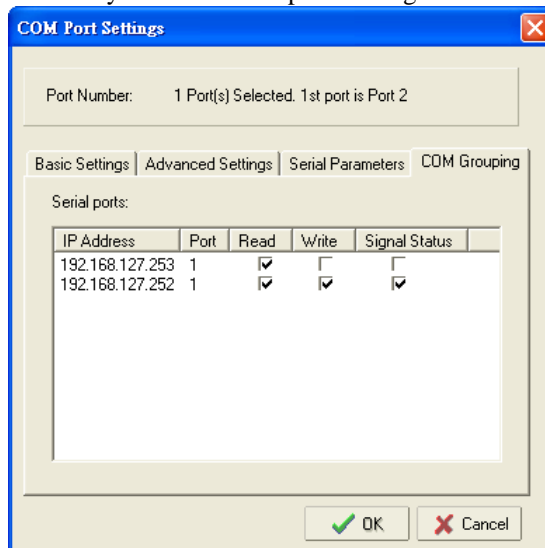 COM Port Settings
Port Number: 1 Port(s) Selected. 1st port is Port 2
Basic Settings Advanced Settings Serial Parameters COM Grouping
Serial ports:
IP Address Port Read Write Signal Status
192.168.127.253 1
192.168.127.252 1
OK Cancel